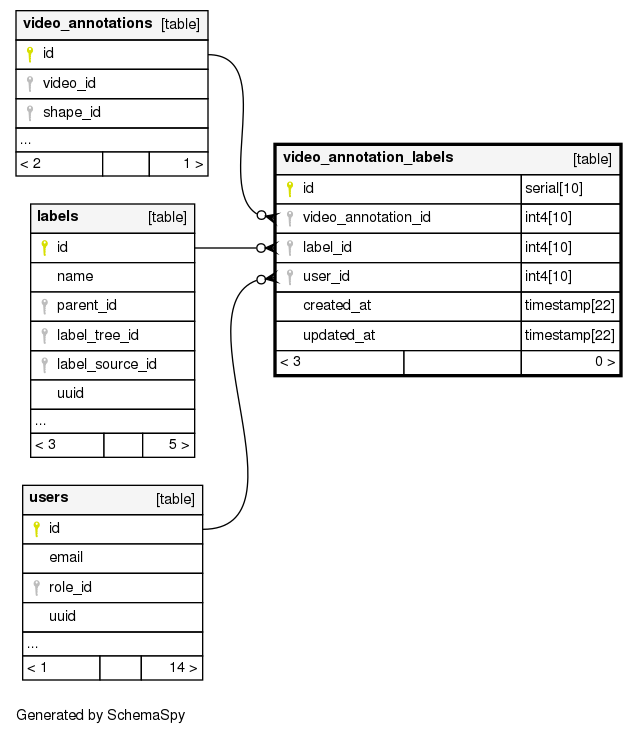 video_annotations [table]
id
video_id
shape_id
...
< 2 1 >
labels [table]
id
name
parent_id
label_tree_id
label_source_id
uuid
...
< 3 5 >
users [table]
id
email
role_id
uuid
...
< 1 14 >
video_annotation_labels [table]
id serial[10]
video_annotation_id int4[10]
label_id int4[10]
user_id int4[10]
created_at timestamp[22]
updated_at timestamp[22]
< 3 0 >
Generated by SchemaSpy